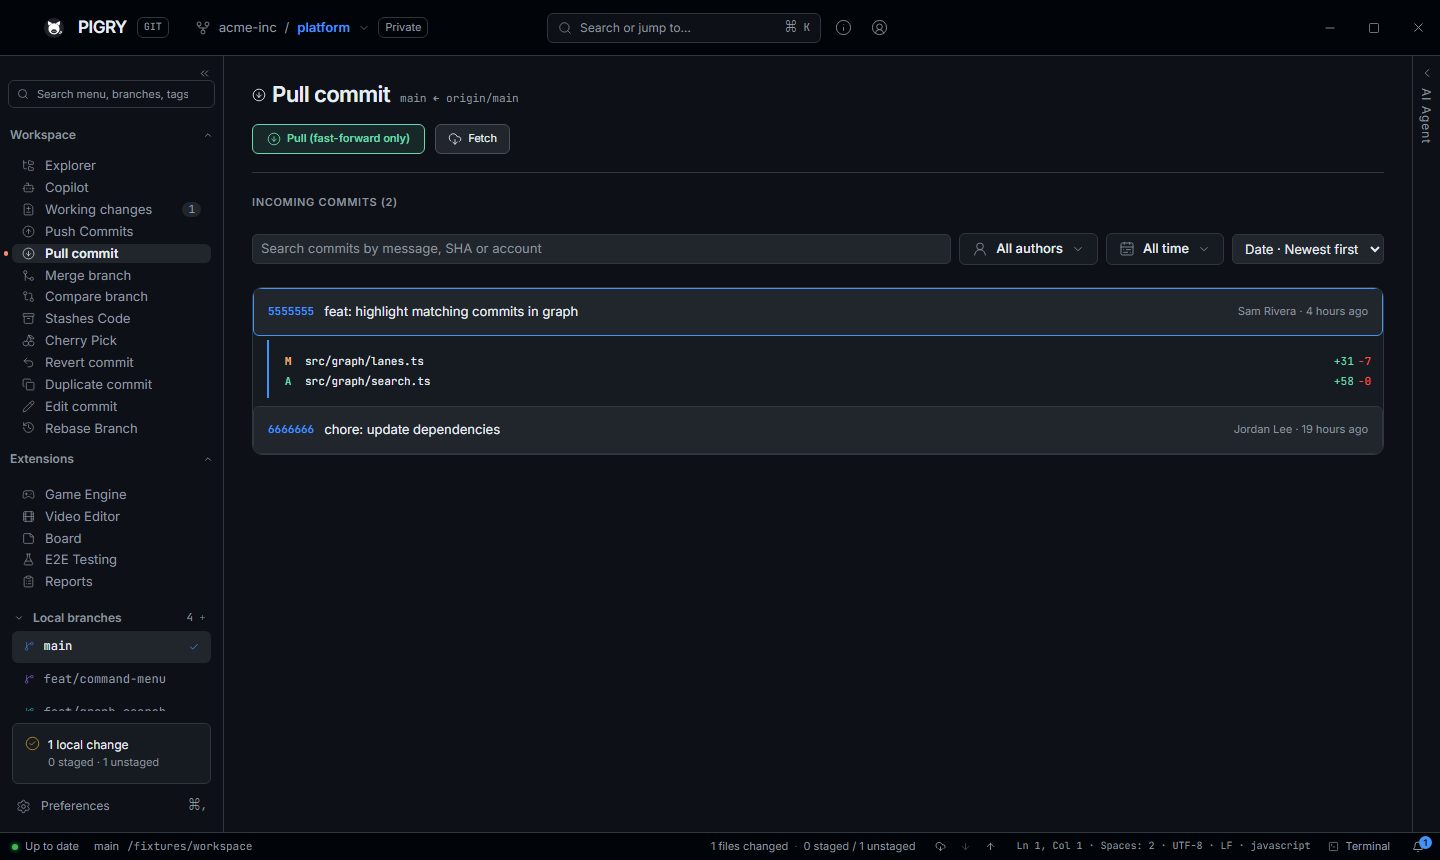 PIGRY GIT acme-inc / platform Private Search or jump to... ⌘ K
Search menu, branches, tags
Workspace
Explorer
Copilot
Working changes 1
Push Commits
Pull commit
Merge branch
Compare branch
Stashes Code
Cherry Pick
Revert commit
Duplicate commit
Edit commit
Rebase Branch
Extensions
Game Engine
Video Editor
Board
E2E Testing
Reports
Local branches 4 +
main
feat/command-menu
1 local change
0 staged · 1 unstaged
Preferences ⌘,
Pull commit main ← origin/main
Pull (fast-forward only) Fetch
INCOMING COMMITS (2)
Search commits by message, SHA or account All authors All time Date · Newest first
5555555 feat: highlight matching commits in graph Sam Rivera · 4 hours ago
M src/graph/lanes.ts +31 -7
A src/graph/search.ts +58 -0
6666666 chore: update dependencies Jordan Lee · 19 hours ago
AI Agent
Up to date main /fixtures/workspace 1 files changed · 0 staged / 1 unstaged Ln 1, Col 1 · Spaces: 2 · UTF-8 · LF · javascript Terminal 1